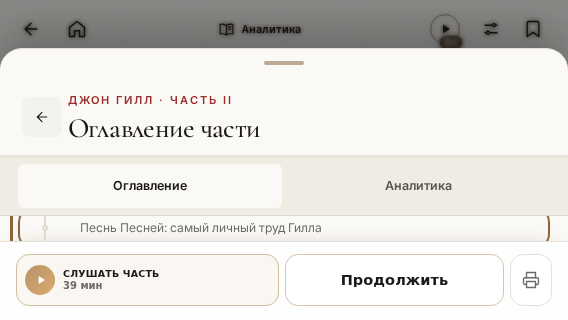 Аналитика
ДЖОН ГИЛЛ · ЧАСТЬ II
Оглавление части
Оглавление
Аналитика
Песнь Песней: самый личный труд Гилла
СЛУШАТЬ ЧАСТЬ
39 мин
Продолжить